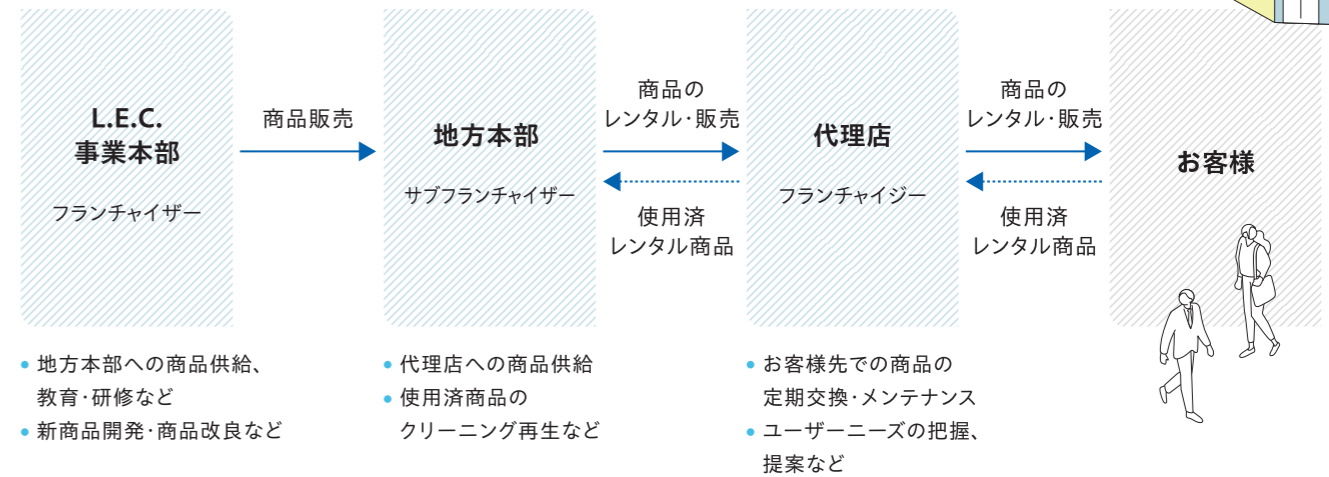 L.E.C.
事業本部
フランチャイザー
商品販売
地方本部
サブフランチャイザー
商品の
レンタル・販売
使用済
レンタル商品
代理店
フランチャイジー
商品の
レンタル・販売
使用済
レンタル商品
お客様
• 地方本部への商品供給、
教育・研修など
• 新商品開発・商品改良など
• 代理店への商品供給
• 使用済商品の
クリーニング再生など
• お客様先での商品の
定期交換・メンテナンス
• ユーザーニーズの把握、
提案など